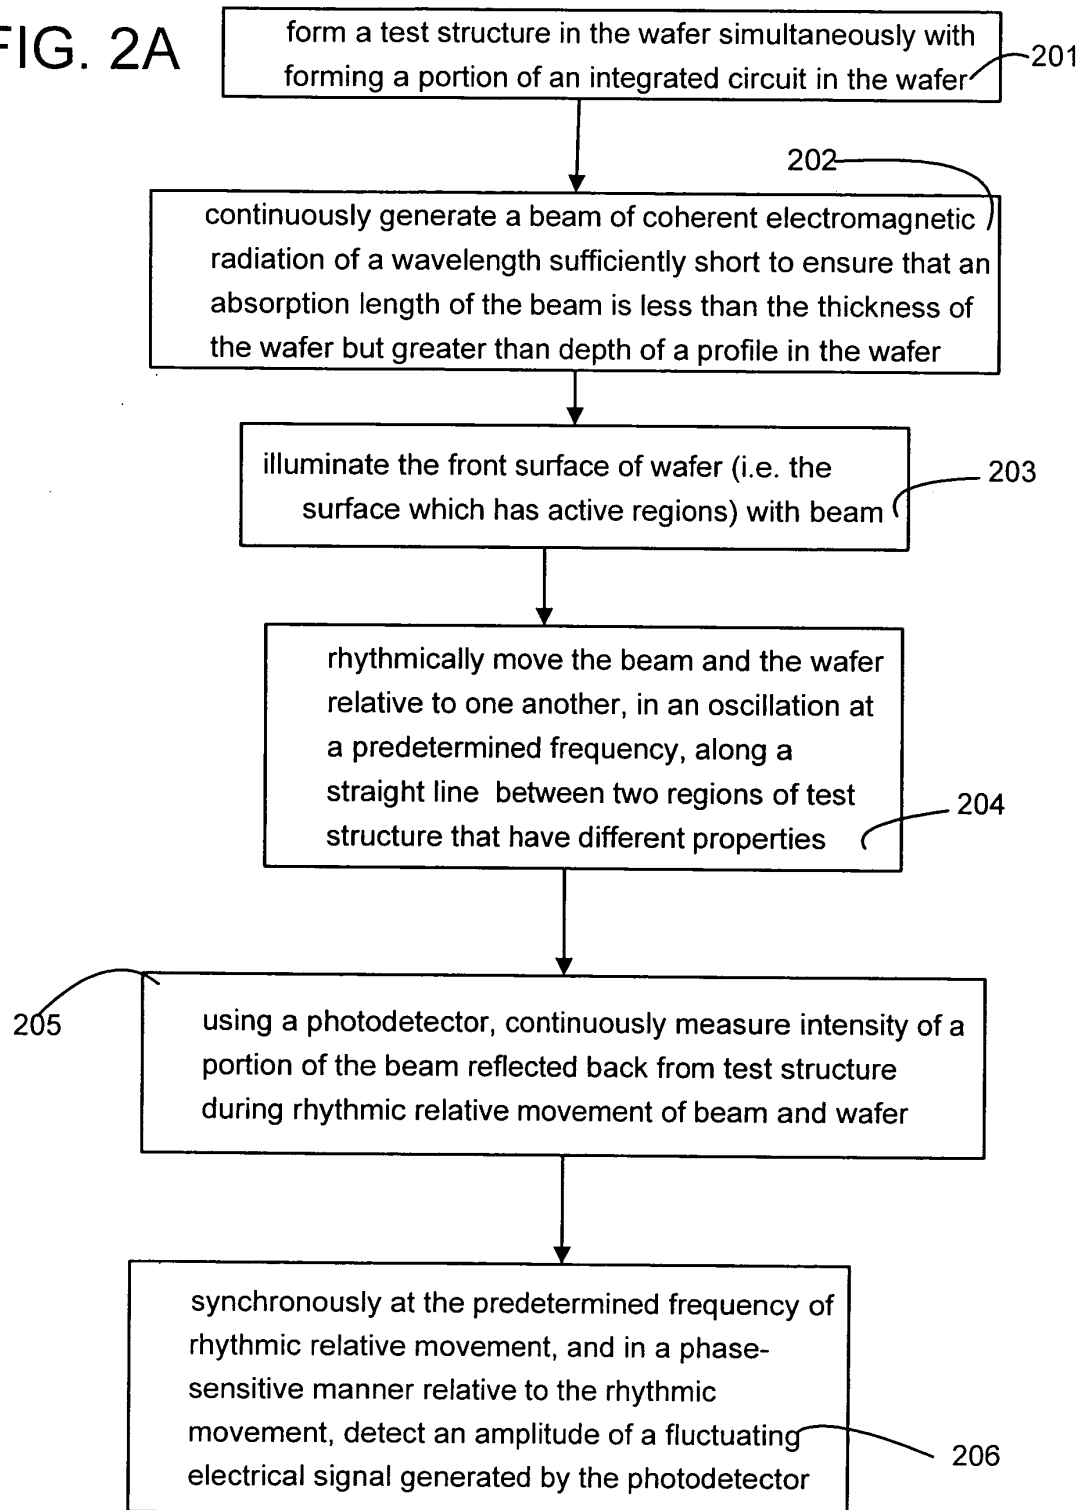 FIG. 2A
form a test structure in the wafer simultaneously with
forming a portion of an integrated circuit in the wafer
201
202
continuously generate a beam of coherent electromagnetic
radiation of a wavelength sufficiently short to ensure that an
absorption length of the beam is less than the thickness of
the wafer but greater than depth of a profile in the wafer
illuminate the front surface of wafer (i.e. the
surface which has active regions) with beam
203
rhythmically move the beam and the wafer
relative to one another, in an oscillation at
a predetermined frequency, along a
straight line between two regions of test
structure that have different properties
204
205
using a photodetector, continuously measure intensity of a
portion of the beam reflected back from test structure
during rhythmic relative movement of beam and wafer
synchronously at the predetermined frequency of
rhythmic relative movement, and in a phase-
sensitive manner relative to the rhythmic
movement, detect an amplitude of a fluctuating
electrical signal generated by the photodetector
206